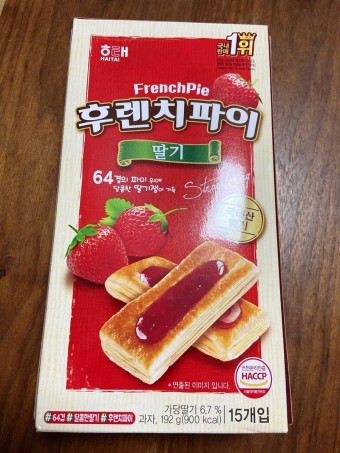 해태
HAITAI
국내
판매
1위
FrenchPie
후렌치파이
딸기
64겹의 파이 위에
달콤한 딸기잼이 가득
국내산
안전관리인증
HACCP
* 연출된 이미지 입니다.
가당딸기 6.7 %
과자, 192 g(900 kcal)
15개입
#64겹 #달콤한딸기 #후렌치파이